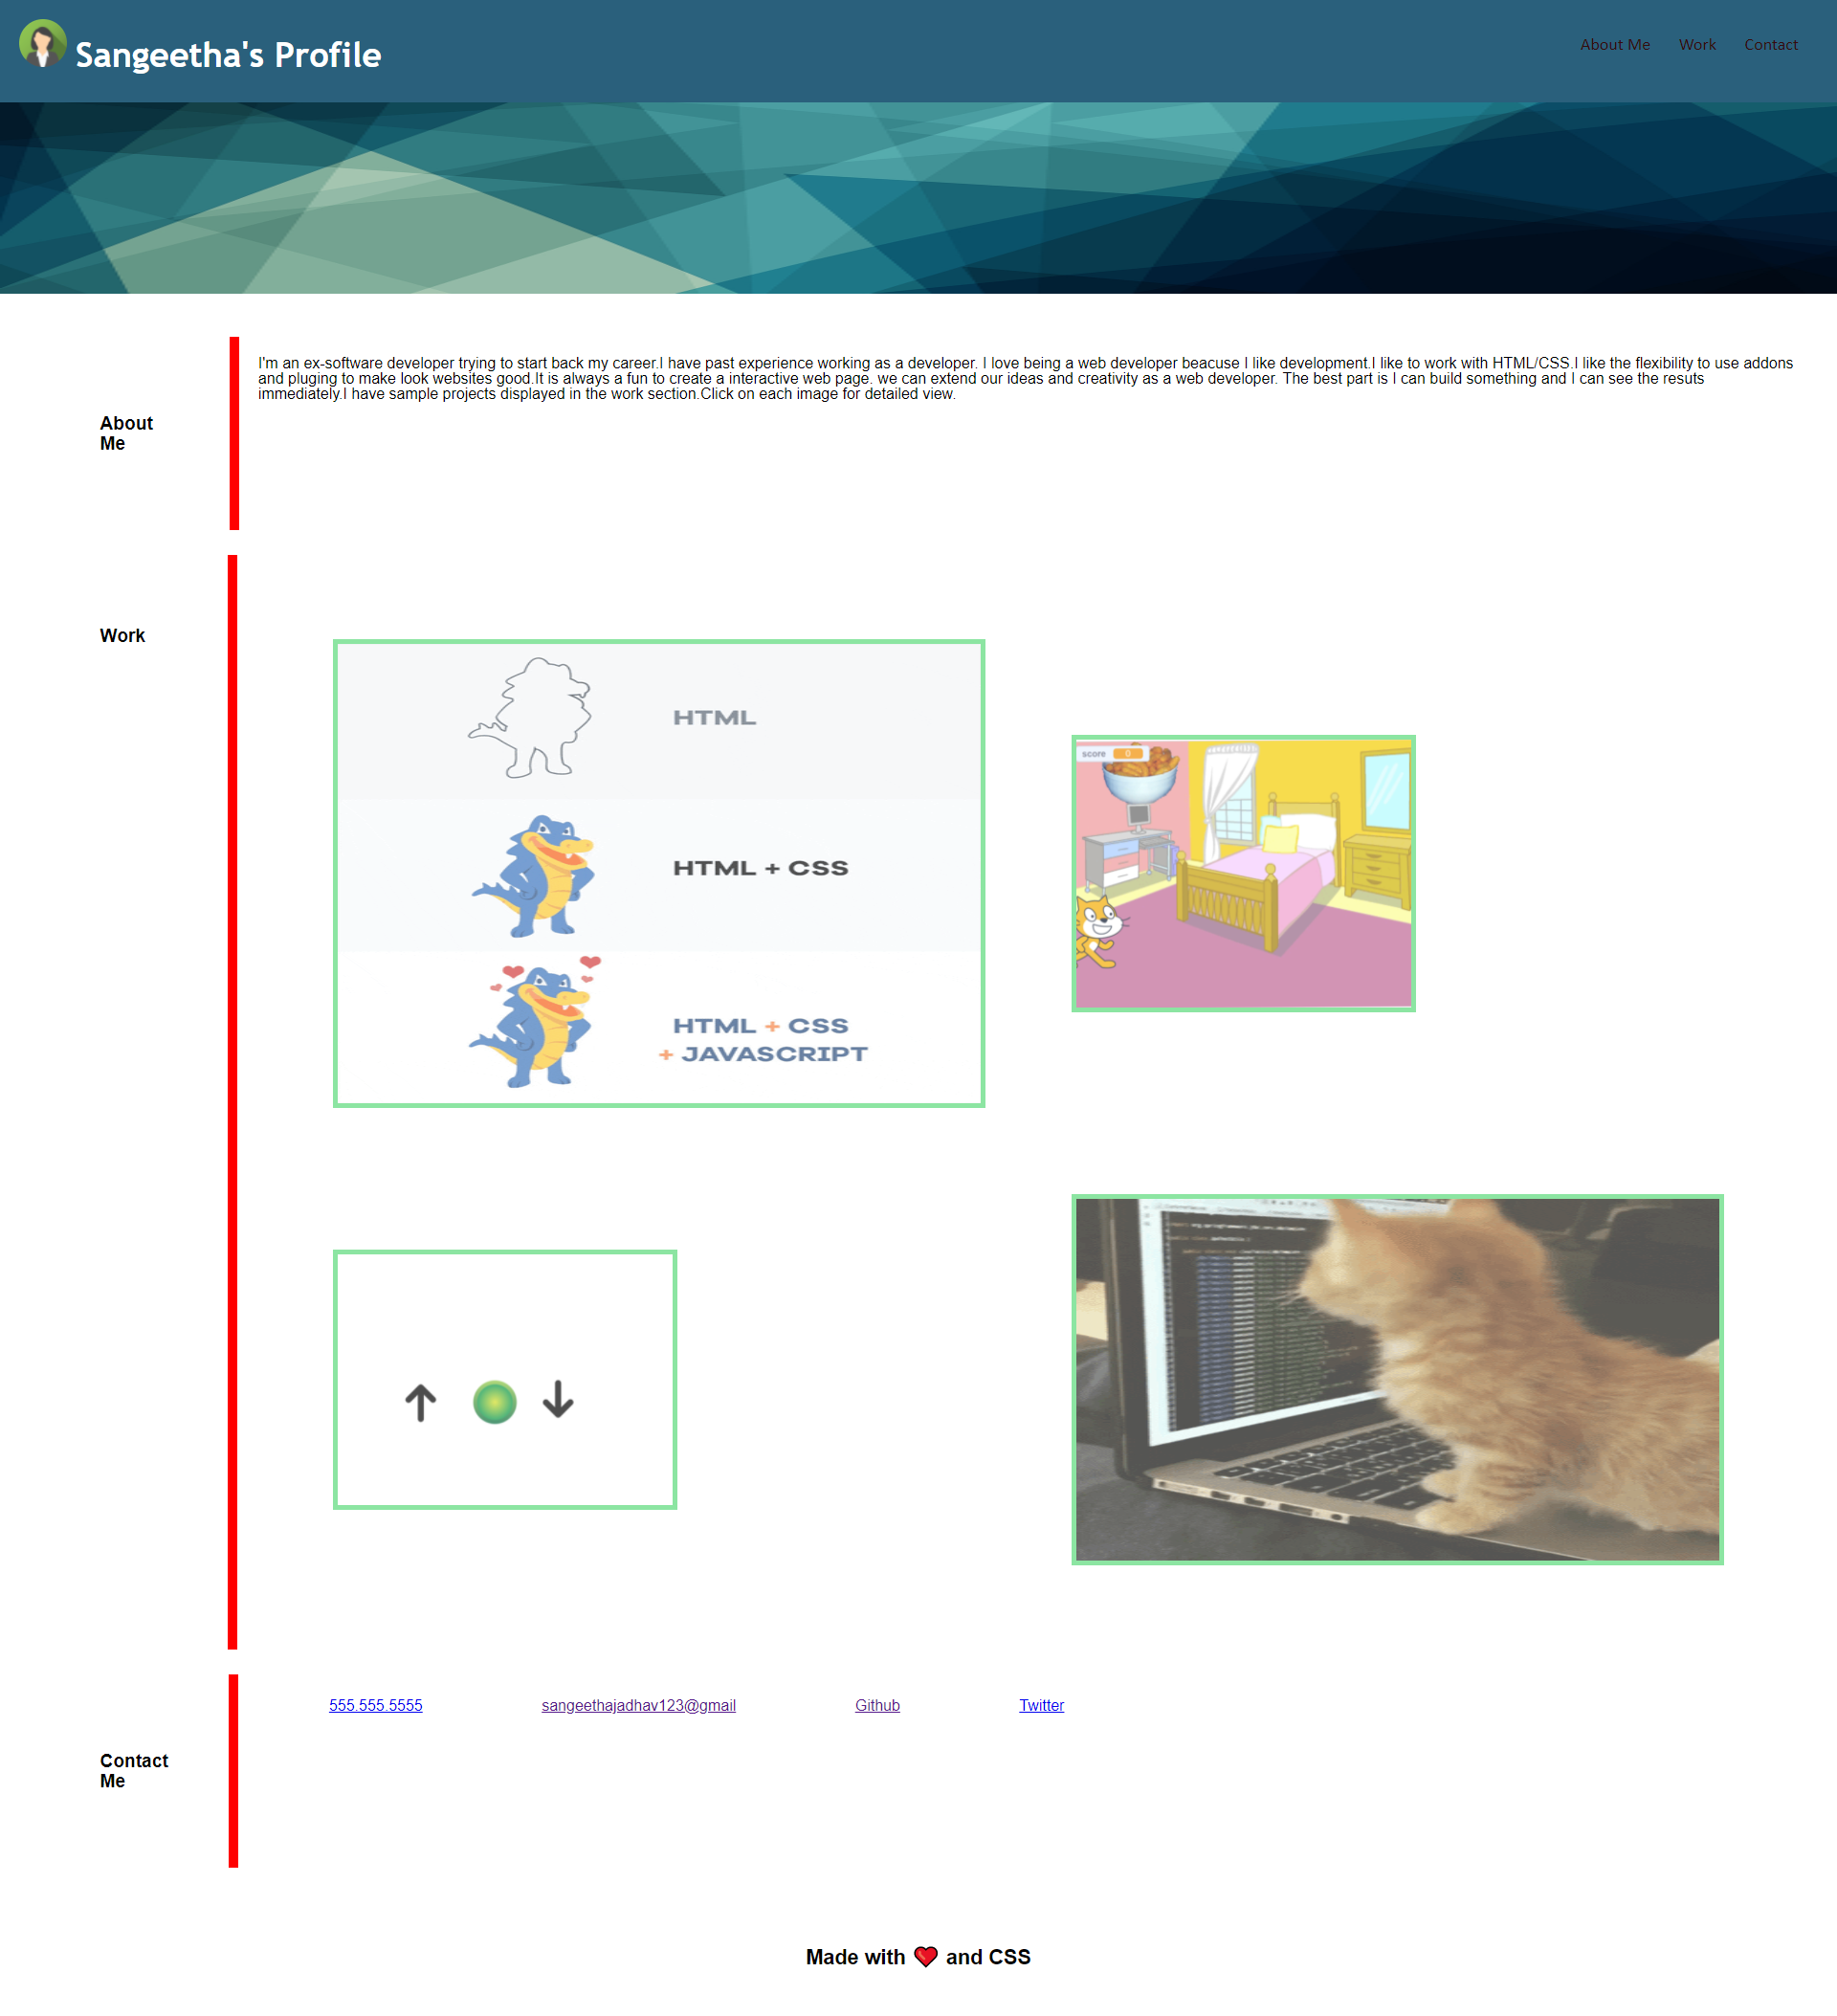 Sangeetha's Profile
About Me Work Contact
I'm an ex-software developer trying to start back my career.I have past experience working as a developer. I love being a web developer beacuse I like development.I like to work with HTML/CSS.I like the flexibility to use addons
and pluging to make look websites good.It is always a fun to create a interactive web page. we can extend our ideas and creativity as a web developer. The best part is I can build something and I can see the resuts
immediately.I have sample projects displayed in the work section.Click on each image for detailed view.
About
Me
Work
HTML
HTML + CSS
HTML + CSS
+ JAVASCRIPT
score 0
555.555.5555 sangeethajadhav123@gmail Github Twitter
Contact
Me
Made with ❤️ and CSS